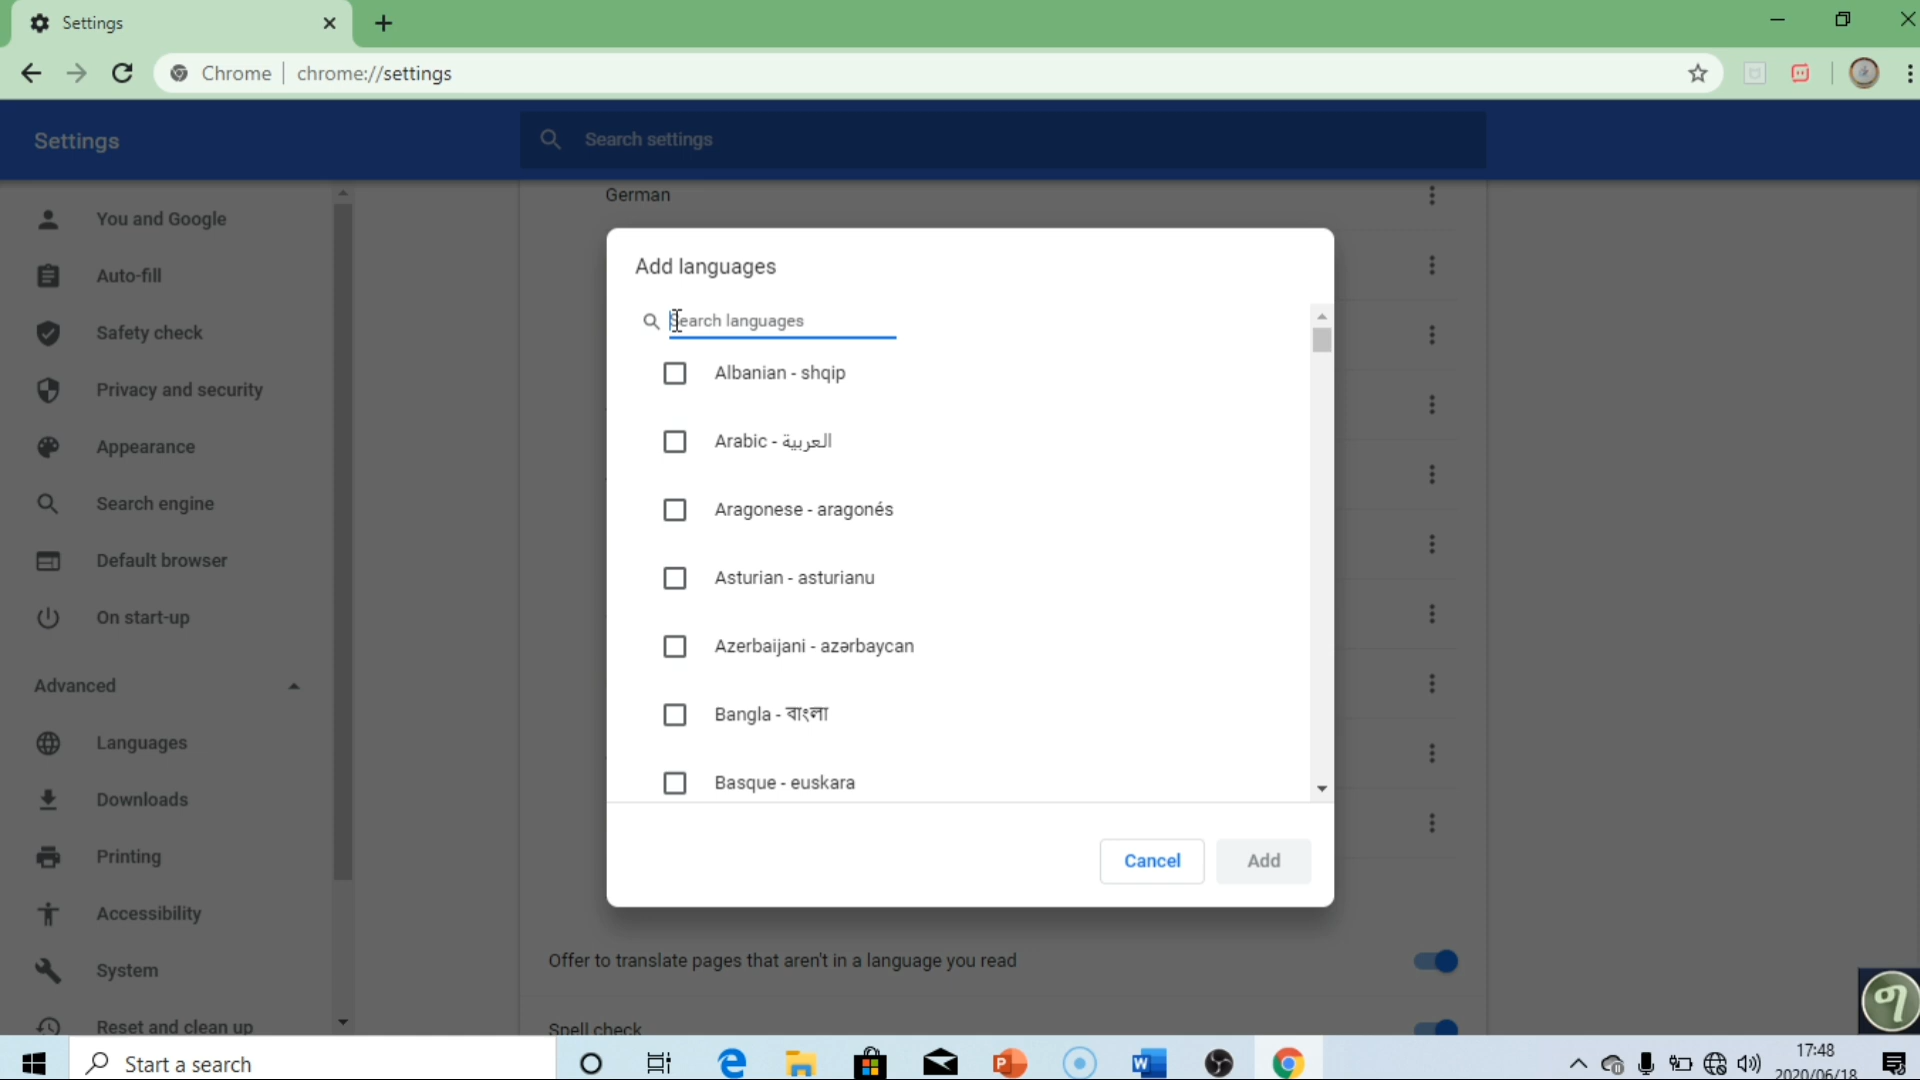 Settings
Chrome
chrome://settings
Settings
Search settings
You and Google
Auto-fill
Safety check
Privacy and security
Appearance
Search engine
Default browser
On start-up
Advanced
Languages
Downloads
Printing
Accessibility
System
Reset and clean up
German
Add languages
Search languages
Albanian - shqip
Arabic - العربية
Aragonese - aragonés
Asturian - asturianu
Azerbaijani - azərbaycan
Bangla - বাংলা
Basque - euskara
Cancel
Add
Offer to translate pages that aren't in a language you read
Spell check
Start a search
17:48
2020/06/18